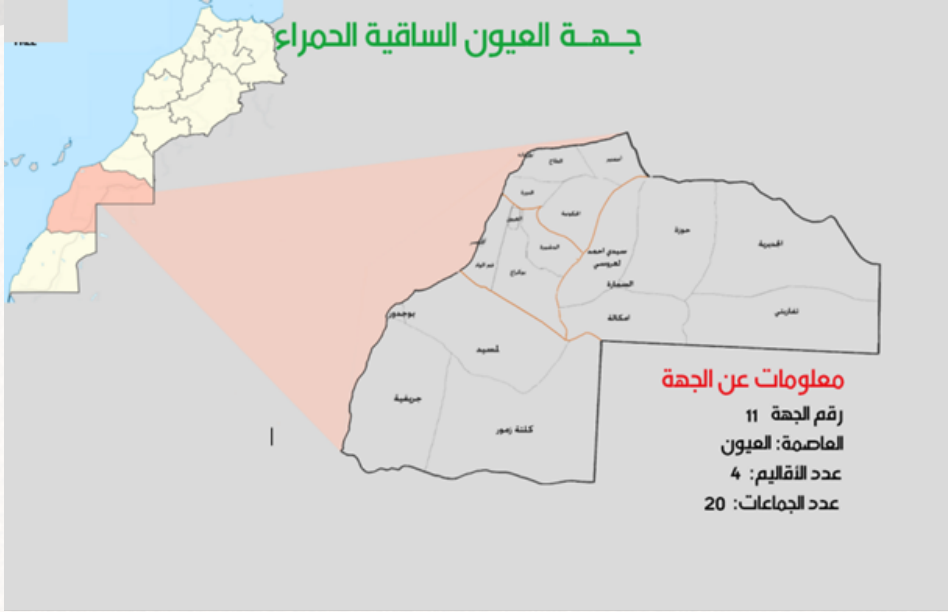 جـهـة العيون الساقية الحمراء
الحكونية
حوزة
الجديرية
سيدي احمد
لعروسي
السمارة
امكالة
تفاريتي
بوجدور
لمسيد
جريفية
كلتة زمور
معلومات عن الجهة
رقم الجهة 11
العاصمة: العيون
عدد الأقاليم: 4
عدد الجماعات: 20